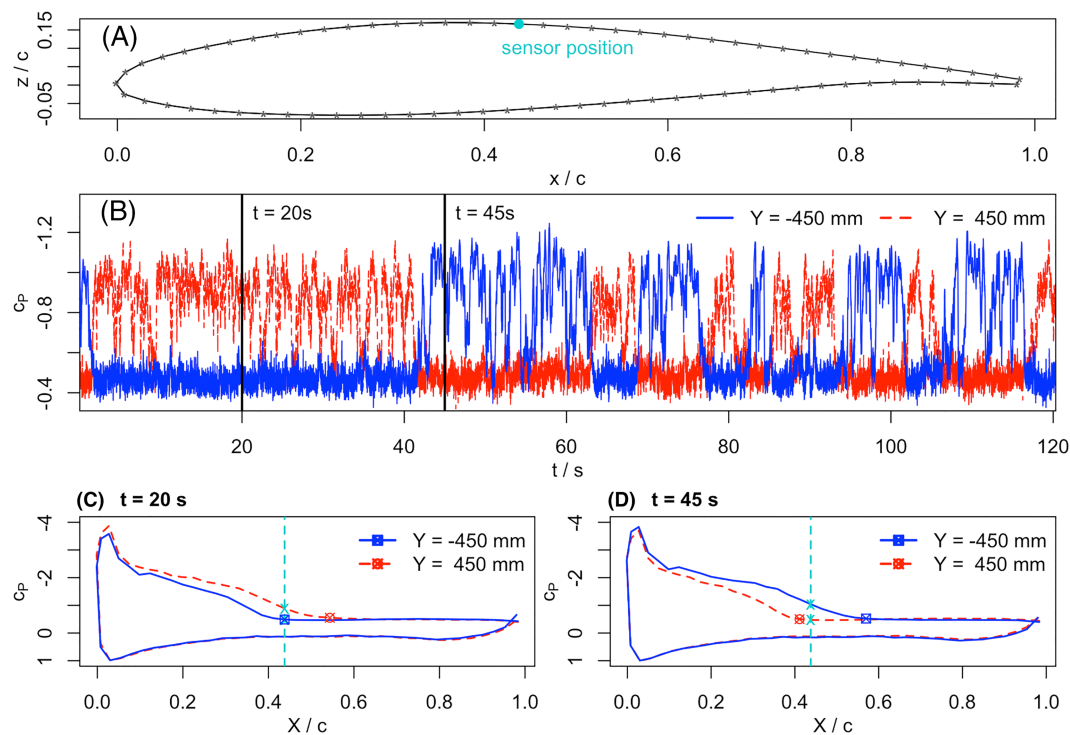 (A)
sensor position
z / c
0.15
-0.05
0.0 0.2 0.4 0.6 0.8 1.0
x / c
(B)
t = 20s
t = 45s
Y = -450 mm
Y = 450 mm
cP
-1.2
-0.8
-0.4
20 40 60 80 100 120
t / s
(C) t = 20 s
Y = -450 mm
Y = 450 mm
cP
-4
-2
0
1
0.0 0.2 0.4 0.6 0.8 1.0
X / c
(D) t = 45 s
Y = -450 mm
Y = 450 mm
cP
-4
-2
0
1
0.0 0.2 0.4 0.6 0.8 1.0
X / c